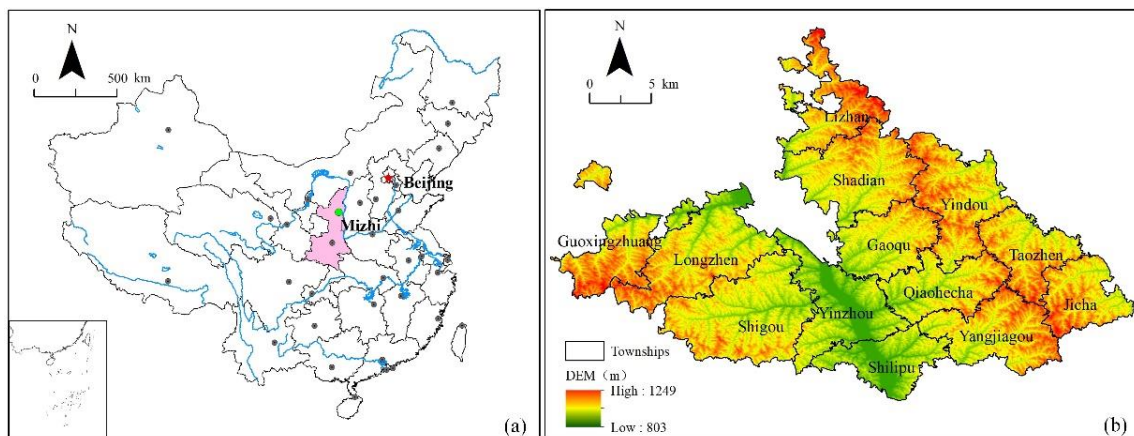 N
0 500 km
Beijing
Mizhi
(a)
N
0 5 km
Lizhan
Shadian
Yindou
Guoxingzhuang
Longzhen
Gaoqu
Taozhen
Qiaohecha
Jicha
Shigou
Yinzhou
Yangjiagou
Shilipu
Townships
DEM（m）
High : 1249
Low : 803
(b)